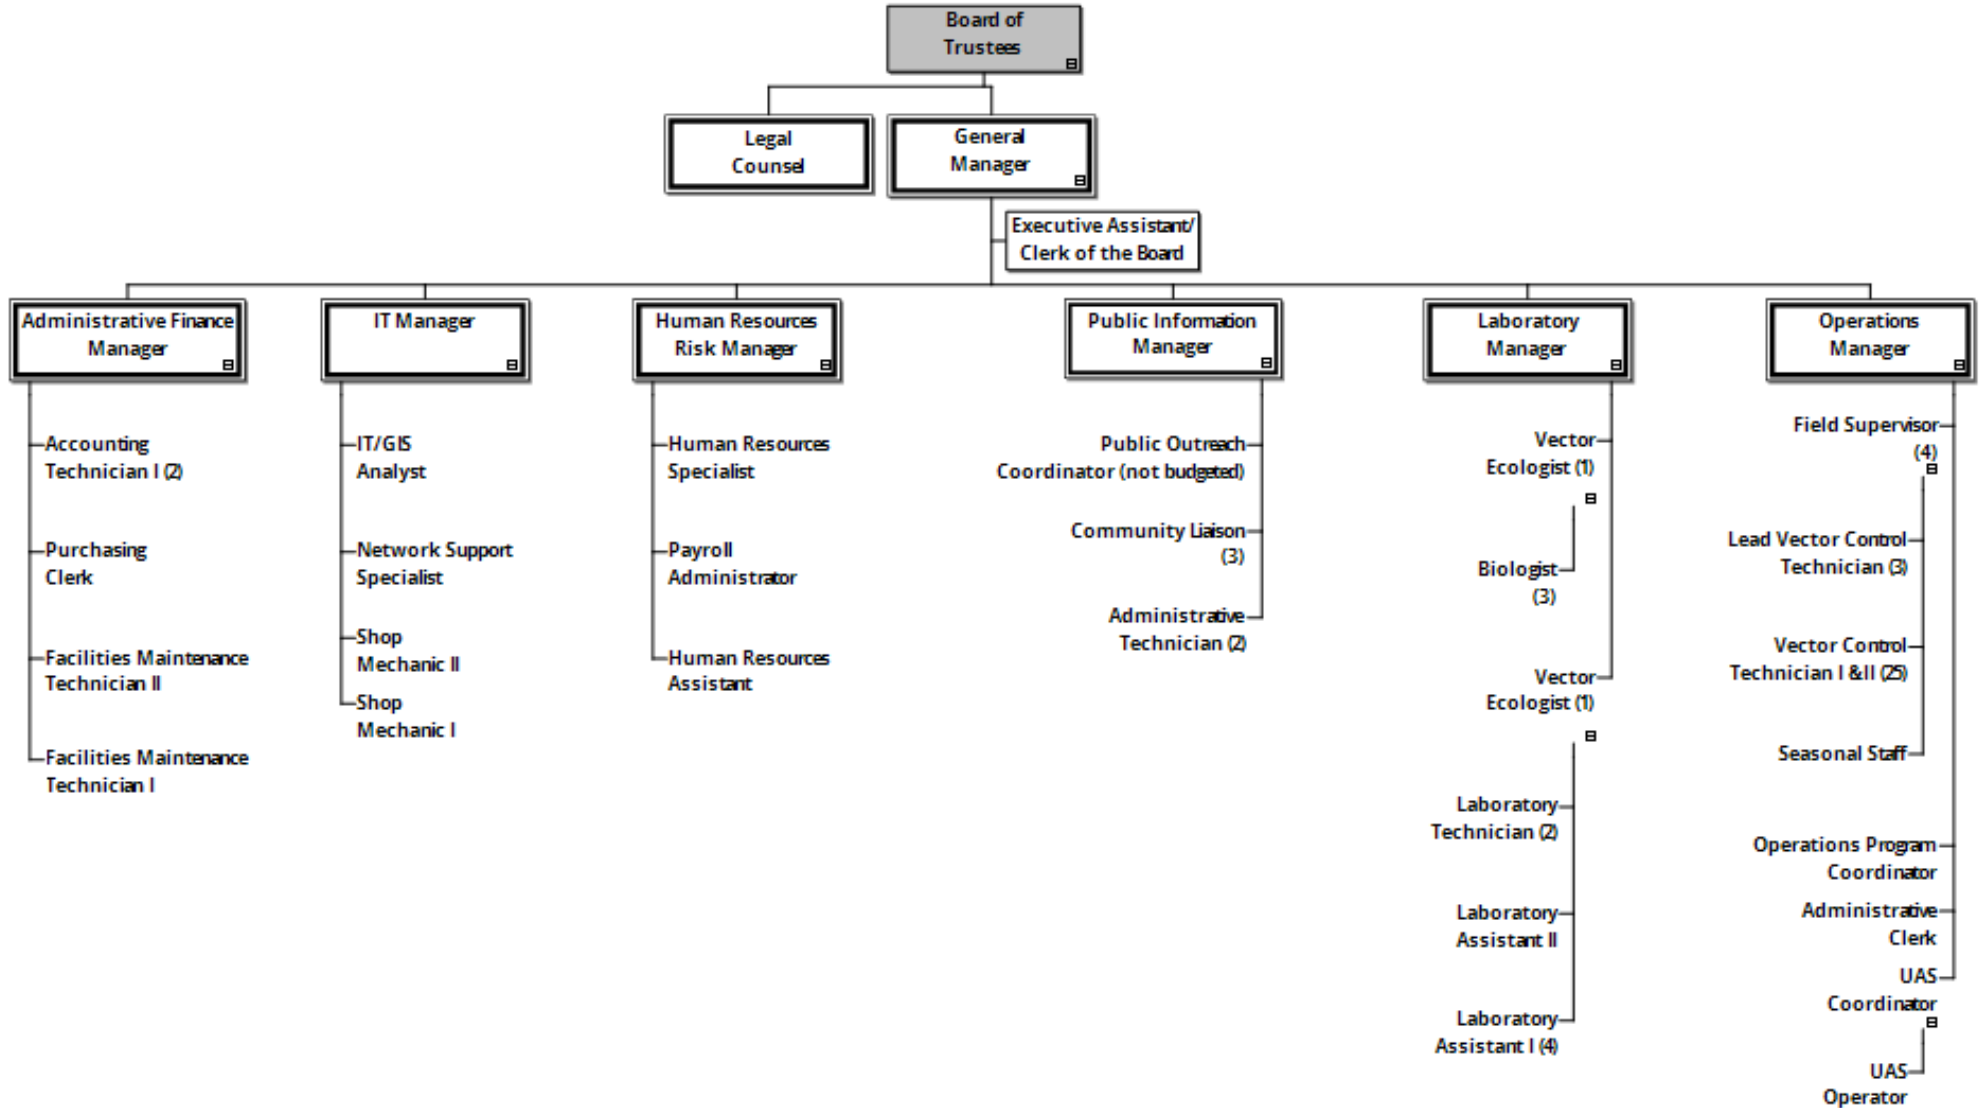 Board of
Trustees
Legal
Counsel
General
Manager
Executive Assistant/
Clerk of the Board
Administrative Finance
Manager
IT Manager
Human Resources
Risk Manager
Public Information
Manager
Laboratory
Manager
Operations
Manager
Accounting
Technician I (2)
Purchasing
Clerk
Facilities Maintenance
Technician II
Facilities Maintenance
Technician I
IT/GIS
Analyst
Network Support
Specialist
Shop
Mechanic II
Shop
Mechanic I
Human Resources
Specialist
Payroll
Administrator
Human Resources
Assistant
Public Outreach
Coordinator (not budgeted)
Community Liaison
(3)
Administrative
Technician (2)
Vector
Ecologist (1)
Biologist
(3)
Vector
Ecologist (1)
Laboratory
Technician (2)
Laboratory
Assistant II
Laboratory
Assistant I (4)
Field Supervisor
(4)
Lead Vector Control
Technician (3)
Vector Control
Technician I &II (25)
Seasonal Staff
Operations Program
Coordinator
Administrative
Clerk
UAS
Coordinator
UAS
Operator